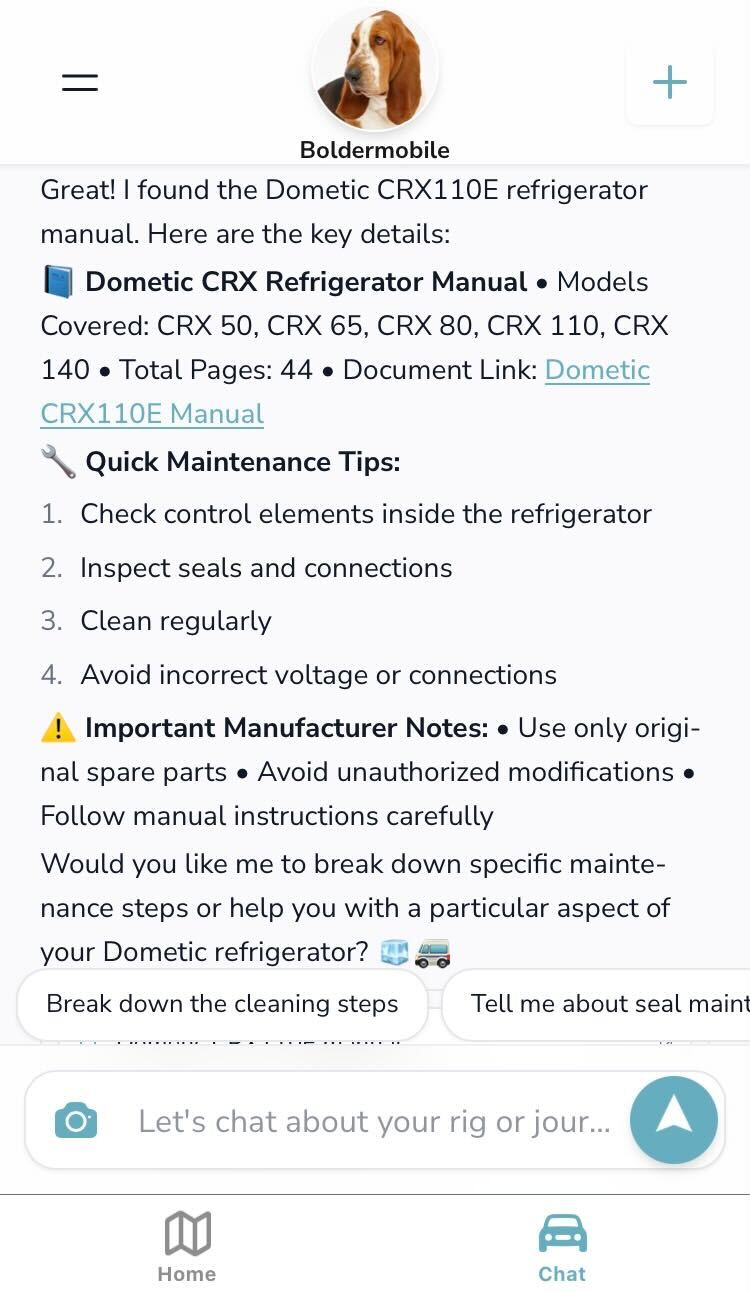 Boldermobile
Great! I found the Dometic CRX110E refrigerator
manual. Here are the key details:
📘 Dometic CRX Refrigerator Manual • Models
Covered: CRX 50, CRX 65, CRX 80, CRX 110, CRX
140 • Total Pages: 44 • Document Link: Dometic
CRX110E Manual
🔧 Quick Maintenance Tips:
1. Check control elements inside the refrigerator
2. Inspect seals and connections
3. Clean regularly
4. Avoid incorrect voltage or connections
⚠️ Important Manufacturer Notes: • Use only origi-
nal spare parts • Avoid unauthorized modifications •
Follow manual instructions carefully
Would you like me to break down specific mainte-
nance steps or help you with a particular aspect of
your Dometic refrigerator? 🧊🚐
Break down the cleaning steps
Tell me about seal maint
Let's chat about your rig or jour...
Home
Chat